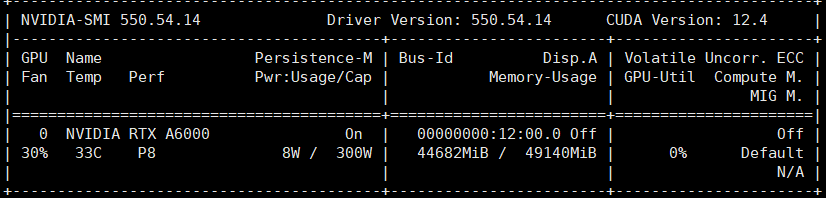 NVIDIA-SMI 550.54.14 Driver Version: 550.54.14 CUDA Version: 12.4
GPU Name Persistence-M | Bus-Id Disp.A | Volatile Uncorr. ECC
Fan Temp Perf Pwr:Usage/Cap | Memory-Usage | GPU-Util Compute M.
| | MIG M.
0 NVIDIA RTX A6000 On | 00000000:12:00.0 Off | Off
30% 33C P8 8W / 300W | 44682MiB / 49140MiB | 0% Default
| | N/A